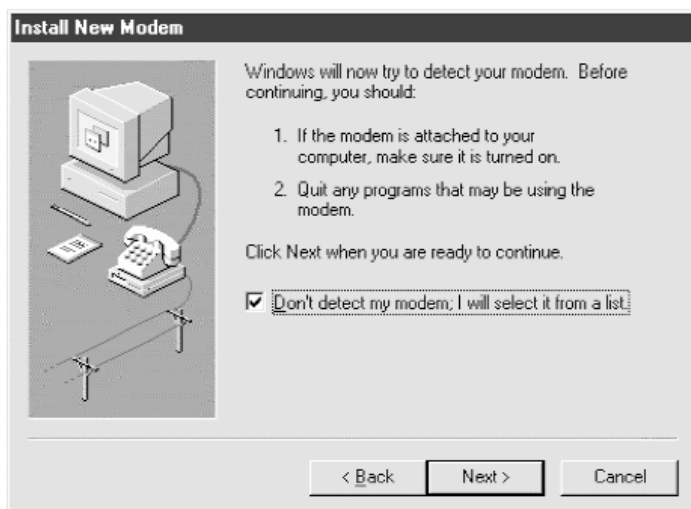 Install New Modem
Windows will now try to detect your modem. Before
continuing, you should:
1. If the modem is attached to your
computer, make sure it is turned on.
2. Quit any programs that may be using the
modem.
Click Next when you are ready to continue.
Don't detect my modem; I will select it from a list.
< Back
Next >
Cancel